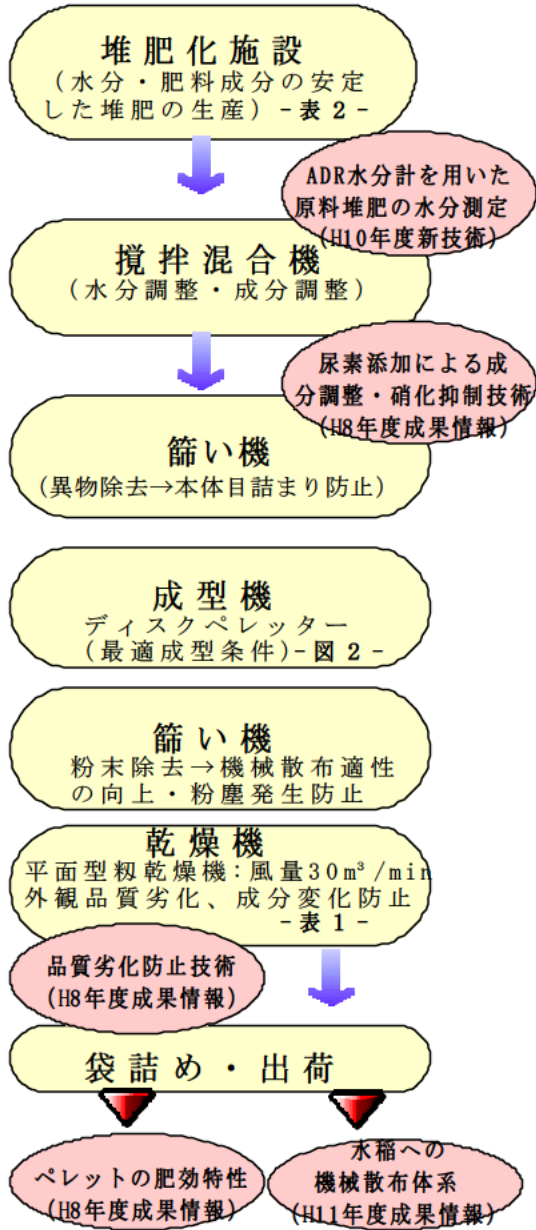 堆肥化施設
(水分・肥料成分の安定
した堆肥の生産)-表2-
ADR水分計を用いた
原料堆肥の水分測定
(H10年度新技術)
撹拌混合機
(水分調整・成分調整)
尿素添加による成
分調整・硝化抑制技術
(H8年度成果情報)
篩い機
(異物除去→本体目詰まり防止)
成型機
ディスクペレッター
(最適成型条件)-図2-
篩い機
粉末除去→機械散布適性
の向上・粉塵発生防止
乾燥機
平面型籾乾燥機:風量30m³/min
外観品質劣化、成分変化防止
-表1-
品質劣化防止技術
(H8年度成果情報)
袋詰め・出荷
ペレットの肥効特性
(H8年度成果情報)
水稲への
機械散布体系
(H11年度成果情報)